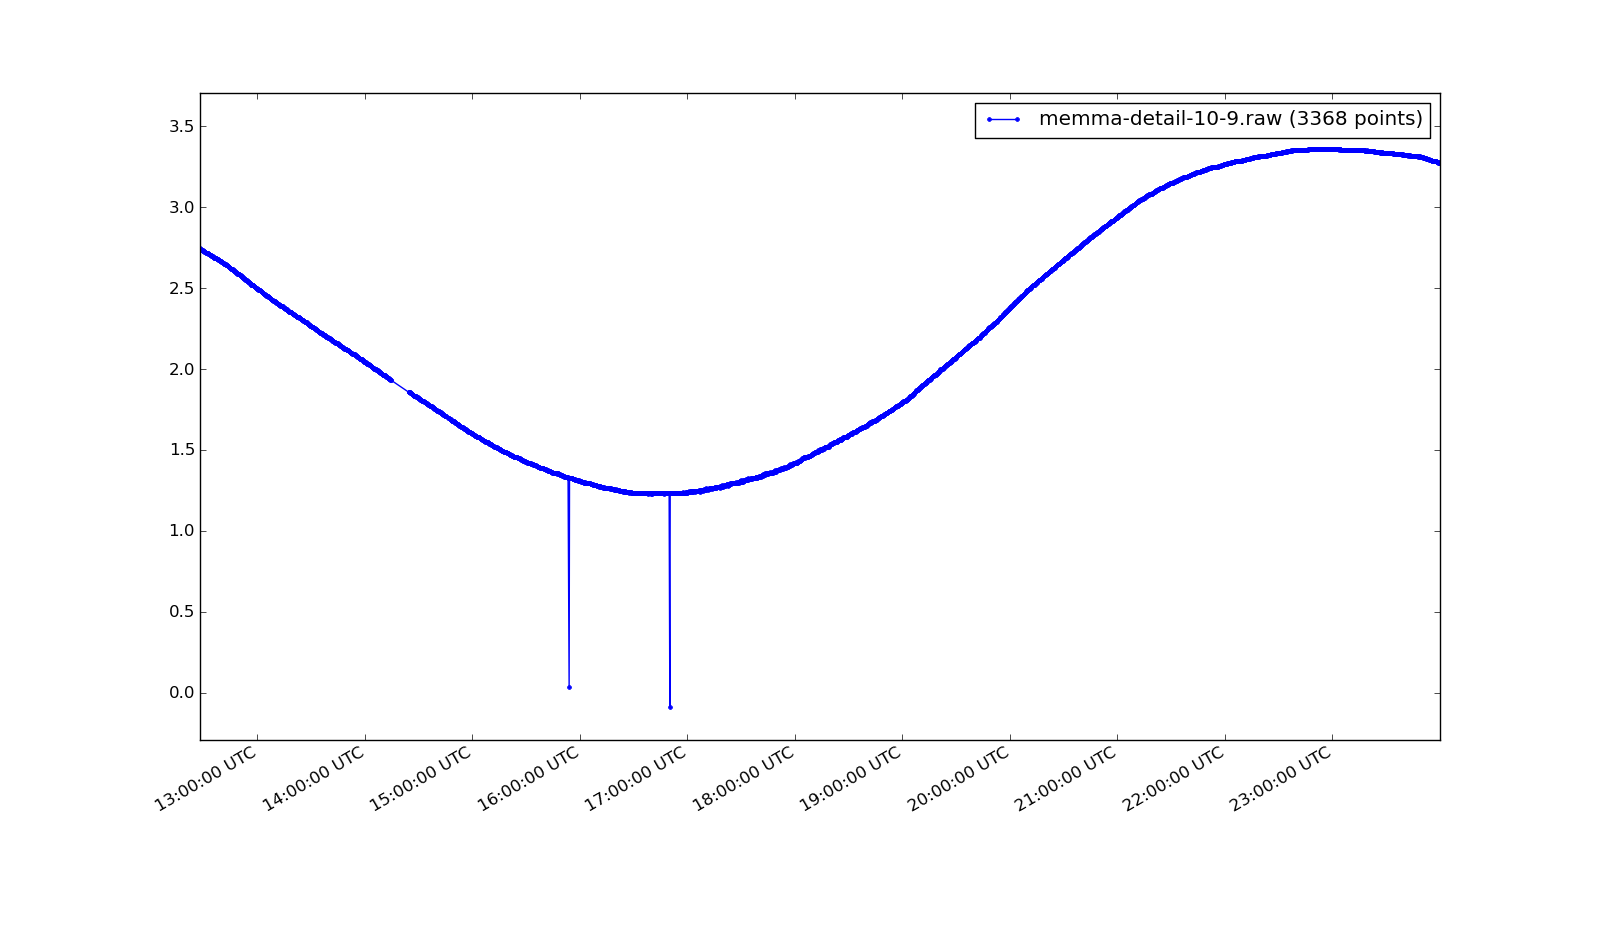 memma-detail-10-9.raw (3368 points)
3.5
3.0
2.5
2.0
1.5
1.0
0.5
0.0
13:00:00 UTC
14:00:00 UTC
15:00:00 UTC
16:00:00 UTC
17:00:00 UTC
18:00:00 UTC
19:00:00 UTC
20:00:00 UTC
21:00:00 UTC
22:00:00 UTC
23:00:00 UTC